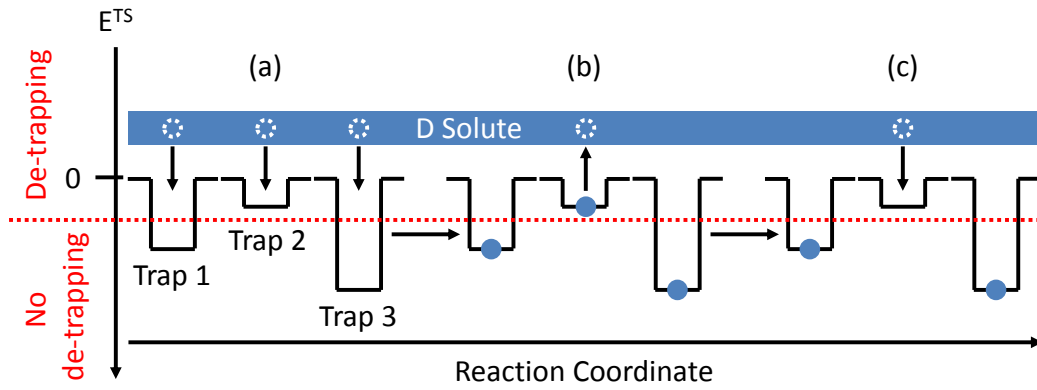 E^TS
(a) (b) (c)
De-trapping
D Solute
0
Trap 1
Trap 2
Trap 3
No
de-trapping
Reaction Coordinate